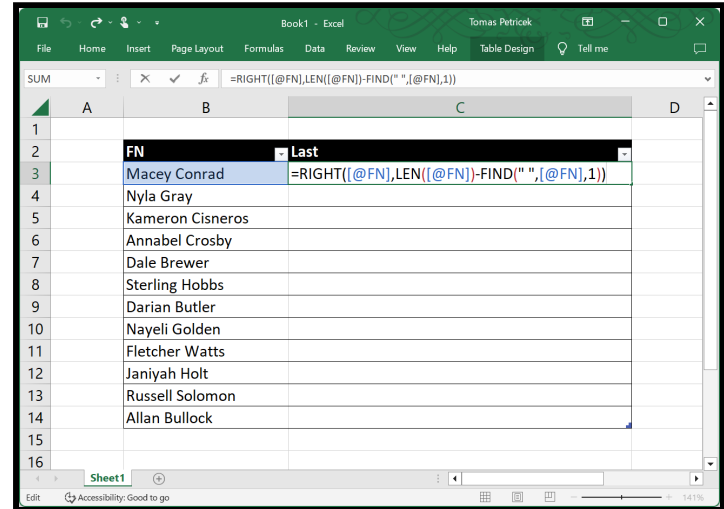 Book1 - Excel
Tomas Petricek
File Home Insert Page Layout Formulas Data Review View Help Table Design Tell me
SUM fx =RIGHT([@FN],LEN([@FN])-FIND(" ",[@FN],1))
A B C D
1
2 FN Last
3 Macey Conrad =RIGHT([@FN],LEN([@FN])-FIND(" ",[@FN],1))
4 Nyla Gray
5 Kameron Cisneros
6 Annabel Crosby
7 Dale Brewer
8 Sterling Hobbs
9 Darian Butler
10 Nayeli Golden
11 Fletcher Watts
12 Janiyah Holt
13 Russell Solomon
14 Allan Bullock
15
16
Sheet1
Edit Accessibility: Good to go 141%